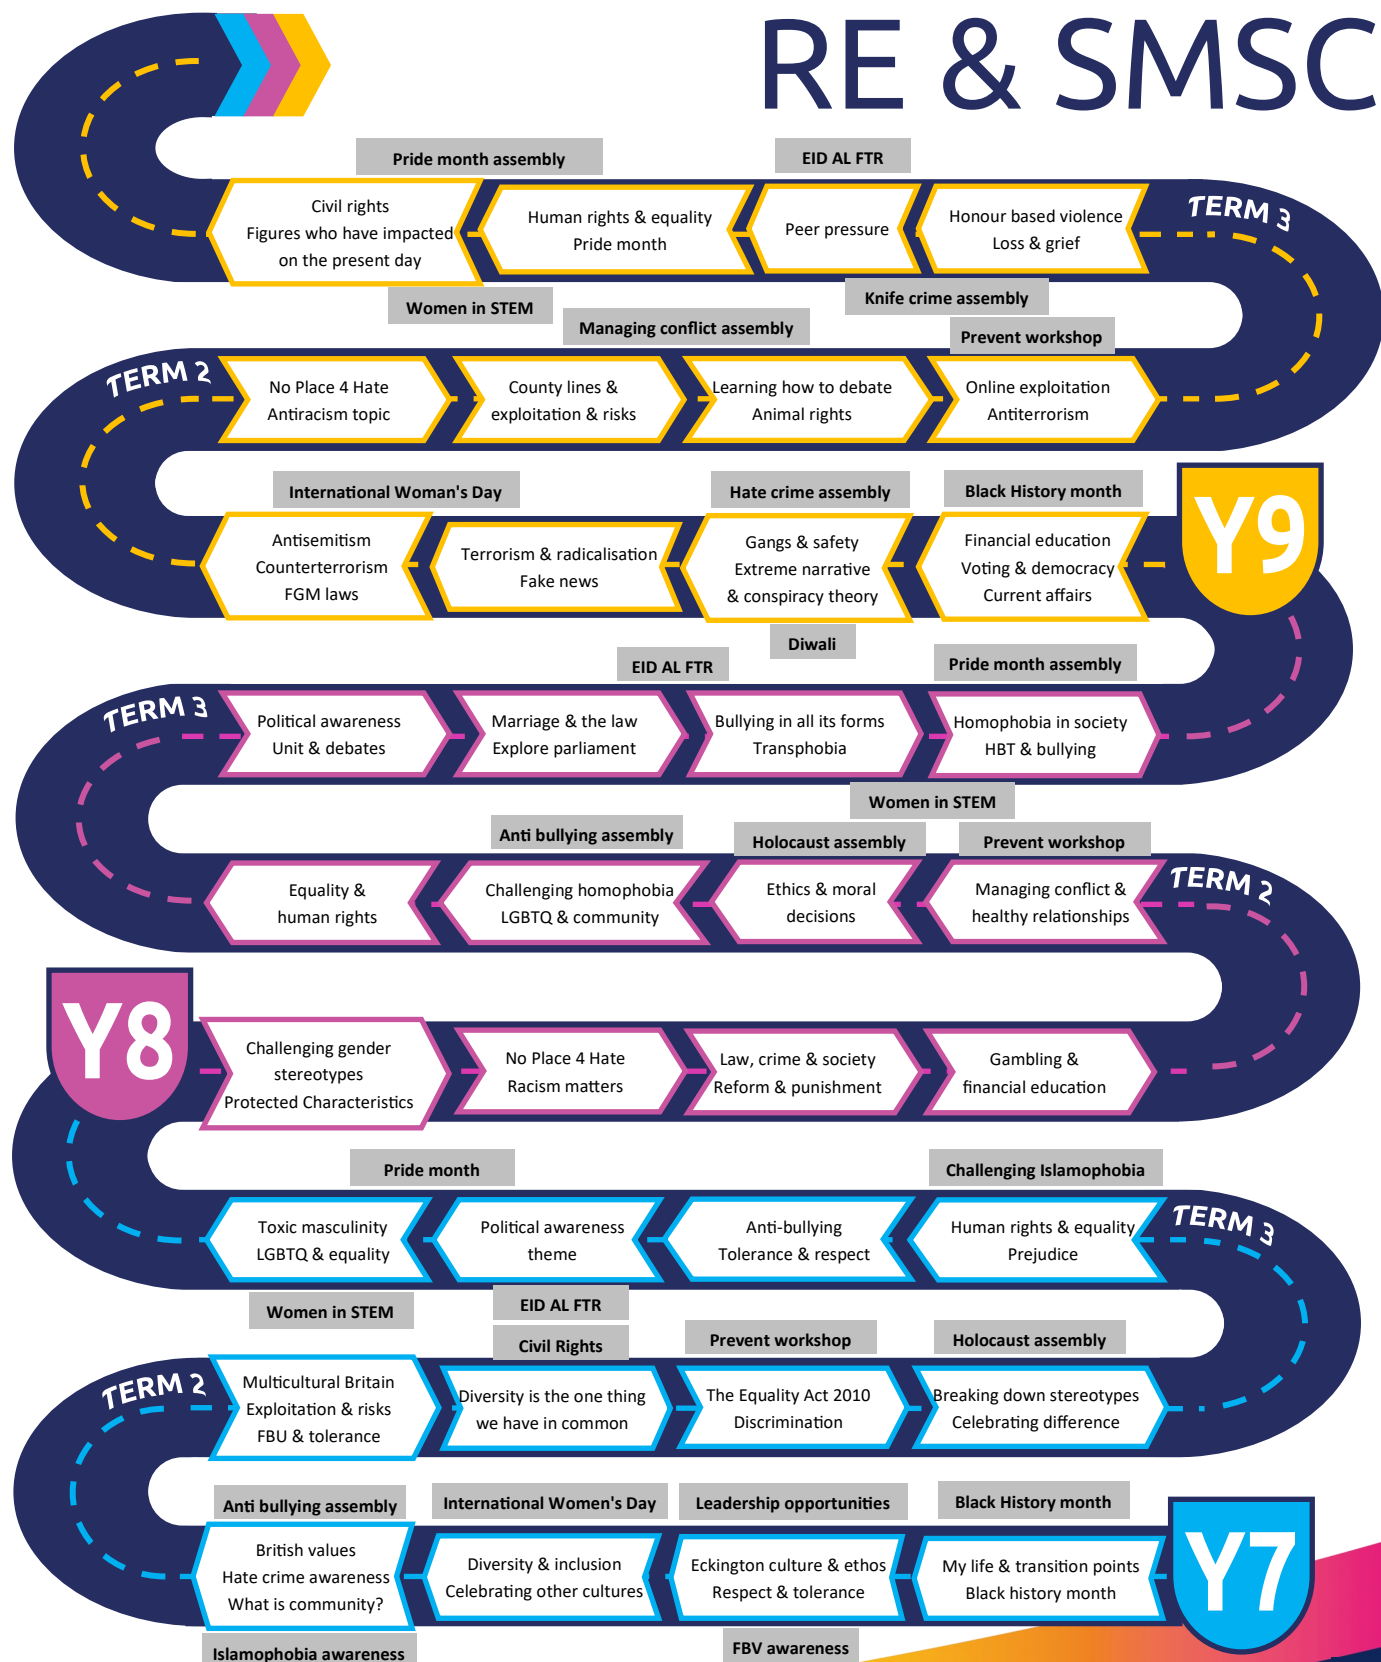 RE & SMSC
Pride month assembly
EID AL FTR
Civil rights
Figures who have impacted
on the present day
Human rights & equality
Pride month
Peer pressure
Honour based violence
Loss & grief
TERM 3
Women in STEM
Knife crime assembly
Managing conflict assembly
Prevent workshop
TERM 2
No Place 4 Hate
Antiracism topic
County lines &
exploitation & risks
Learning how to debate
Animal rights
Online exploitation
Antiterrorism
International Woman's Day
Hate crime assembly
Black History month
Y9
Antisemitism
Counterterrorism
FGM laws
Terrorism & radicalisation
Fake news
Gangs & safety
Extreme narrative
& conspiracy theory
Financial education
Voting & democracy
Current affairs
Diwali
EID AL FTR
Pride month assembly
TERM 3
Political awareness
Unit & debates
Marriage & the law
Explore parliament
Bullying in all its forms
Transphobia
Homophobia in society
HBT & bullying
Women in STEM
Anti bullying assembly
Holocaust assembly
Prevent workshop
Equality &
human rights
Challenging homophobia
LGBTQ & community
Ethics & moral
decisions
Managing conflict &
healthy relationships
TERM 2
Y8
Challenging gender
stereotypes
Protected Characteristics
No Place 4 Hate
Racism matters
Law, crime & society
Reform & punishment
Gambling &
financial education
Pride month
Challenging Islamophobia
Toxic masculinity
LGBTQ & equality
Political awareness
theme
Anti-bullying
Tolerance & respect
Human rights & equality
Prejudice
TERM 3
Women in STEM
EID AL FTR
Civil Rights
Prevent workshop
Holocaust assembly
TERM 2
Multicultural Britain
Exploitation & risks
FBU & tolerance
Diversity is the one thing
we have in common
The Equality Act 2010
Discrimination
Breaking down stereotypes
Celebrating difference
Anti bullying assembly
International Women's Day
Leadership opportunities
Black History month
Y7
British values
Hate crime awareness
What is community?
Diversity & inclusion
Celebrating other cultures
Eckington culture & ethos
Respect & tolerance
My life & transition points
Black history month
Islamophobia awareness
FBV awareness